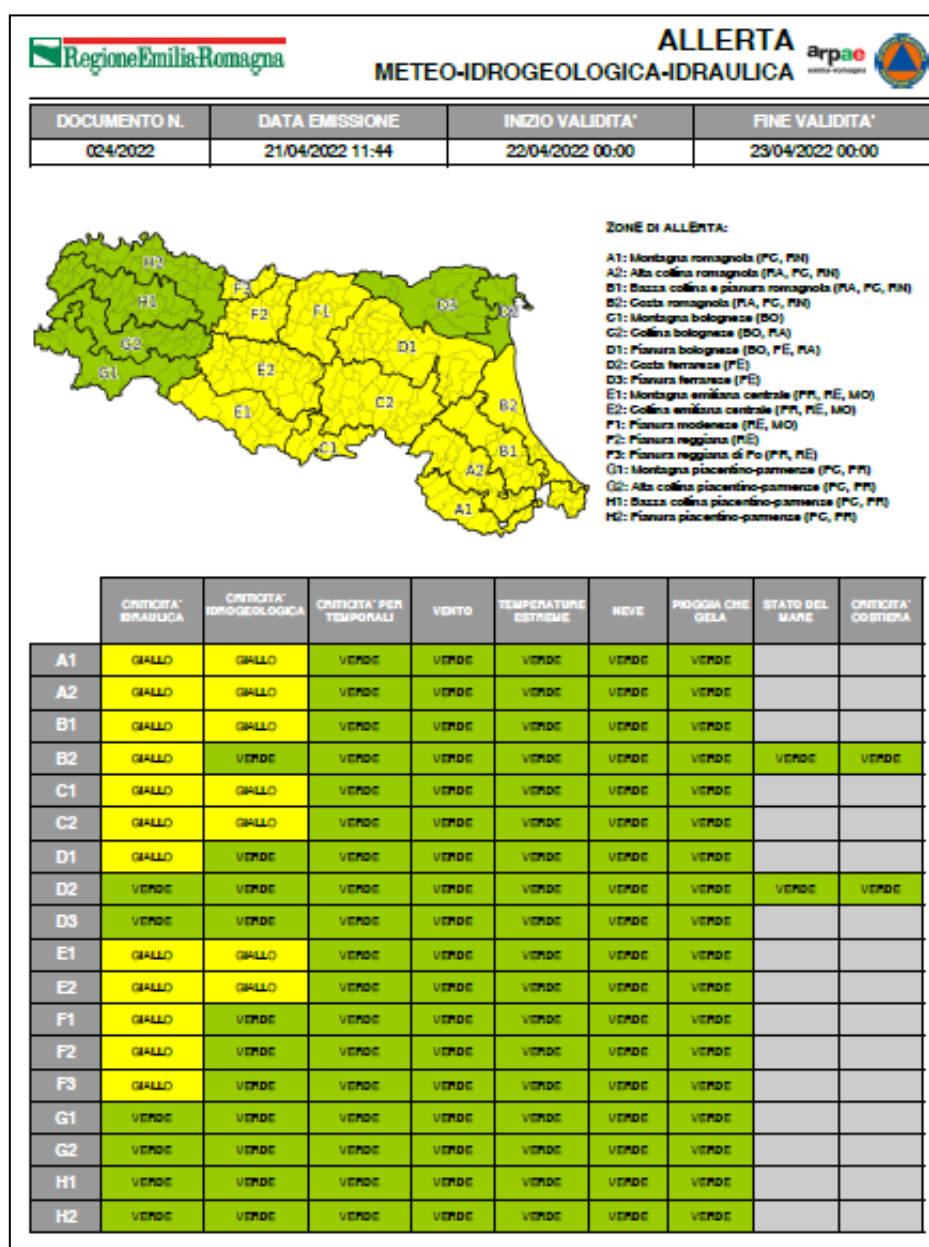 RegioneEmilia-Romagna
ALLERTA
METEO-IDROGEOLOGICA-IDRAULICA
arpae
emilia-romagna
DOCUMENTO N. DATA EMISSIONE INIZIO VALIDITA' FINE VALIDITA'
024/2022 21/04/2022 11:44 22/04/2022 00:00 23/04/2022 00:00
ZONE DI ALLERTA:
A1: Montagna romagnola (FC, RN)
A2: Alta collina romagnola (RA, FC, RN)
B1: Bassa collina e pianura romagnola (RA, FC, RN)
B2: Costa romagnola (RA, FC, RN)
C1: Montagna bolognese (BO)
C2: Collina bolognese (BO, RA)
D1: Pianura bolognese (BO, FE, RA)
D2: Costa ferrarese (FE)
D3: Pianura ferrarese (FE)
E1: Montagna emiliana centrale (PR, RE, MO)
E2: Collina emiliana centrale (PR, RE, MO)
F1: Pianura modenese (RE, MO)
F2: Pianura reggiana (RE)
F3: Pianura reggiana di Po (PR, RE)
G1: Montagna piacentino-parmense (PC, PR)
G2: Alta collina piacentino-parmense (PC, PR)
H1: Bassa collina piacentino-parmense (PC, PR)
H2: Pianura piacentino-parmense (PC, PR)
H2
H1
G2
G1
F3
F2
F1
D3
D2
D1
E2
E1
C2
C1
B2
B1
A2
A1
CRITICITA' IDRAULICA CRITICITA' IDROGEOLOGICA CRITICITA' PER TEMPORALI VENTO TEMPERATURE ESTREME NEVE PIOGGIA CHE GELA STATO DEL MARE CRITICITA' COSTIERA
A1 GIALLO GIALLO VERDE VERDE VERDE VERDE VERDE
A2 GIALLO GIALLO VERDE VERDE VERDE VERDE VERDE
B1 GIALLO GIALLO VERDE VERDE VERDE VERDE VERDE
B2 GIALLO VERDE VERDE VERDE VERDE VERDE VERDE VERDE VERDE
C1 GIALLO GIALLO VERDE VERDE VERDE VERDE VERDE
C2 GIALLO GIALLO VERDE VERDE VERDE VERDE VERDE
D1 GIALLO VERDE VERDE VERDE VERDE VERDE VERDE
D2 VERDE VERDE VERDE VERDE VERDE VERDE VERDE VERDE VERDE
D3 VERDE VERDE VERDE VERDE VERDE VERDE VERDE
E1 GIALLO GIALLO VERDE VERDE VERDE VERDE VERDE
E2 GIALLO GIALLO VERDE VERDE VERDE VERDE VERDE
F1 GIALLO VERDE VERDE VERDE VERDE VERDE VERDE
F2 GIALLO VERDE VERDE VERDE VERDE VERDE VERDE
F3 GIALLO VERDE VERDE VERDE VERDE VERDE VERDE
G1 VERDE VERDE VERDE VERDE VERDE VERDE VERDE
G2 VERDE VERDE VERDE VERDE VERDE VERDE VERDE
H1 VERDE VERDE VERDE VERDE VERDE VERDE VERDE
H2 VERDE VERDE VERDE VERDE VERDE VERDE VERDE